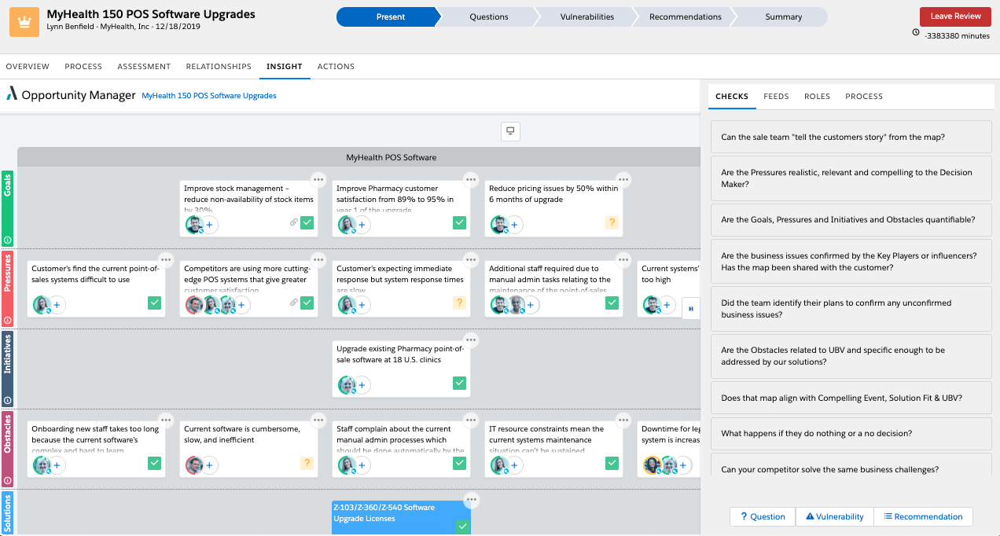 MyHealth 150 POS Software Upgrades
Lynn Benfield - MyHealth, Inc - 12/18/2019
Present
Questions
Vulnerabilities
Recommendations
Summary
Leave Review
-3383380 minutes
OVERVIEW
PROCESS
ASSESSMENT
RELATIONSHIPS
INSIGHT
ACTIONS
Opportunity Manager
MyHealth 150 POS Software Upgrades
MyHealth POS Software
Goals
Improve stock management –
reduce non-availability of stock items
by 30%
Improve Pharmacy customer
satisfaction from 89% to 95% in
year 1 of the upgrade
Reduce pricing issues by 50% within
6 months of upgrade
?
Pressures
Customer's find the current point-of-
sales systems difficult to use
Competitors are using more cutting-
edge POS systems that give greater
customer satisfaction
Customer's expecting immediate
response but system response times
are slow
?
Additional staff required due to
manual admin tasks relating to the
maintenance of the point-of-sales
Current systems'
too high
Initiatives
Upgrade existing Pharmacy point-of-
sale software at 18 U.S. clinics
Obstacles
Onboarding new staff takes too long
because the current software's
complex and hard to learn
Current software is cumbersome,
slow, and inefficient
?
Staff complain about the current
manual admin processes which
should be done automatically by the
IT resource constraints mean the
current systems maintenance
situation can't be sustained
Downtime for leg
system is increas
Solutions
Z-103/Z-360/Z-540 Software
Upgrade Licenses
CHECKS
FEEDS
ROLES
PROCESS
Can the sale team "tell the customers story" from the map?
Are the Pressures realistic, relevant and compelling to the Decision
Maker?
Are the Goals, Pressures and Initiatives and Obstacles quantifiable?
Are the business issues confirmed by the Key Players or influencers?
Has the map been shared with the customer?
Did the team identify their plans to confirm any unconfirmed
business issues?
Are the Obstacles related to UBV and specific enough to be
addressed by our solutions?
Does that map align with Compelling Event, Solution Fit & UBV?
What happens if they do nothing or a no decision?
Can your competitor solve the same business challenges?
? Question
Vulnerability
Recommendation